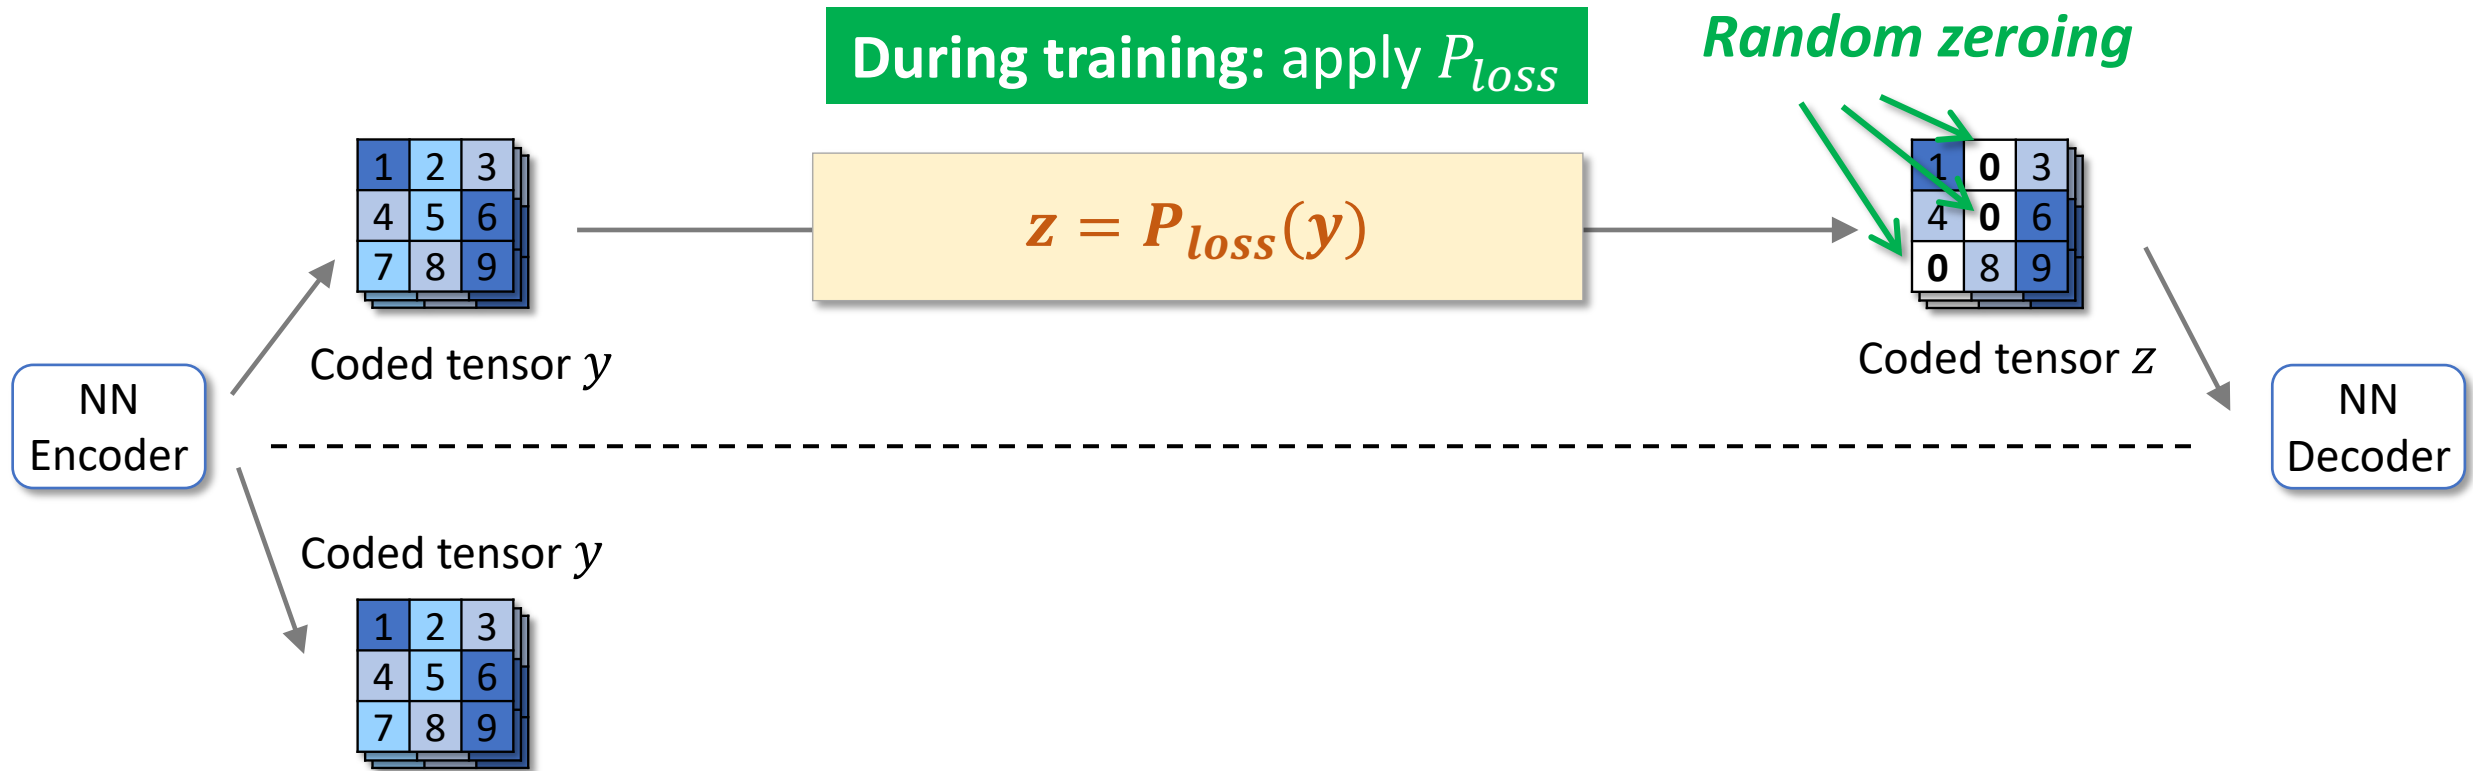 During training: apply P_loss
Random zeroing
1 2 3
4 5 6
7 8 9
z = P_loss(y)
1 0 3
4 0 6
0 8 9
Coded tensor y
Coded tensor z
NN
Encoder
NN
Decoder
Coded tensor y
1 2 3
4 5 6
7 8 9